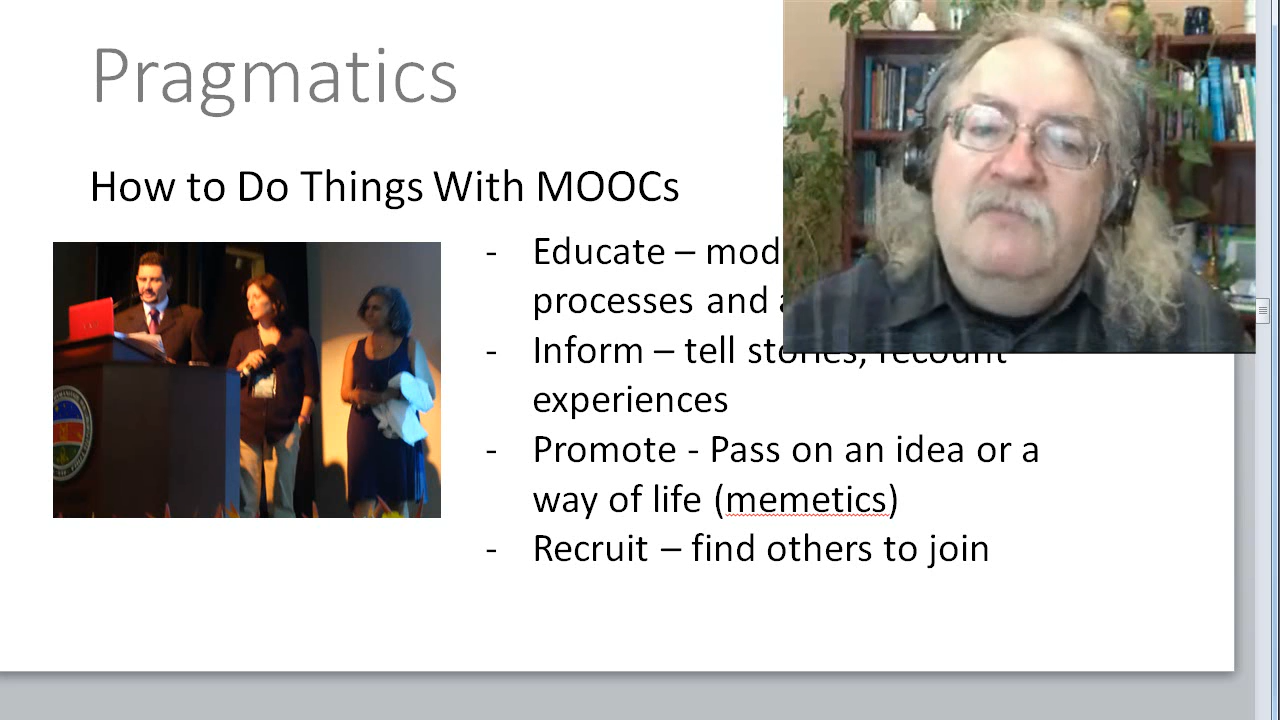 Pragmatics
How to Do Things With MOOCs
- Educate – mod
processes and
- Inform – tell stories, recount
experiences
- Promote - Pass on an idea or a
way of life (memetics)
- Recruit – find others to join